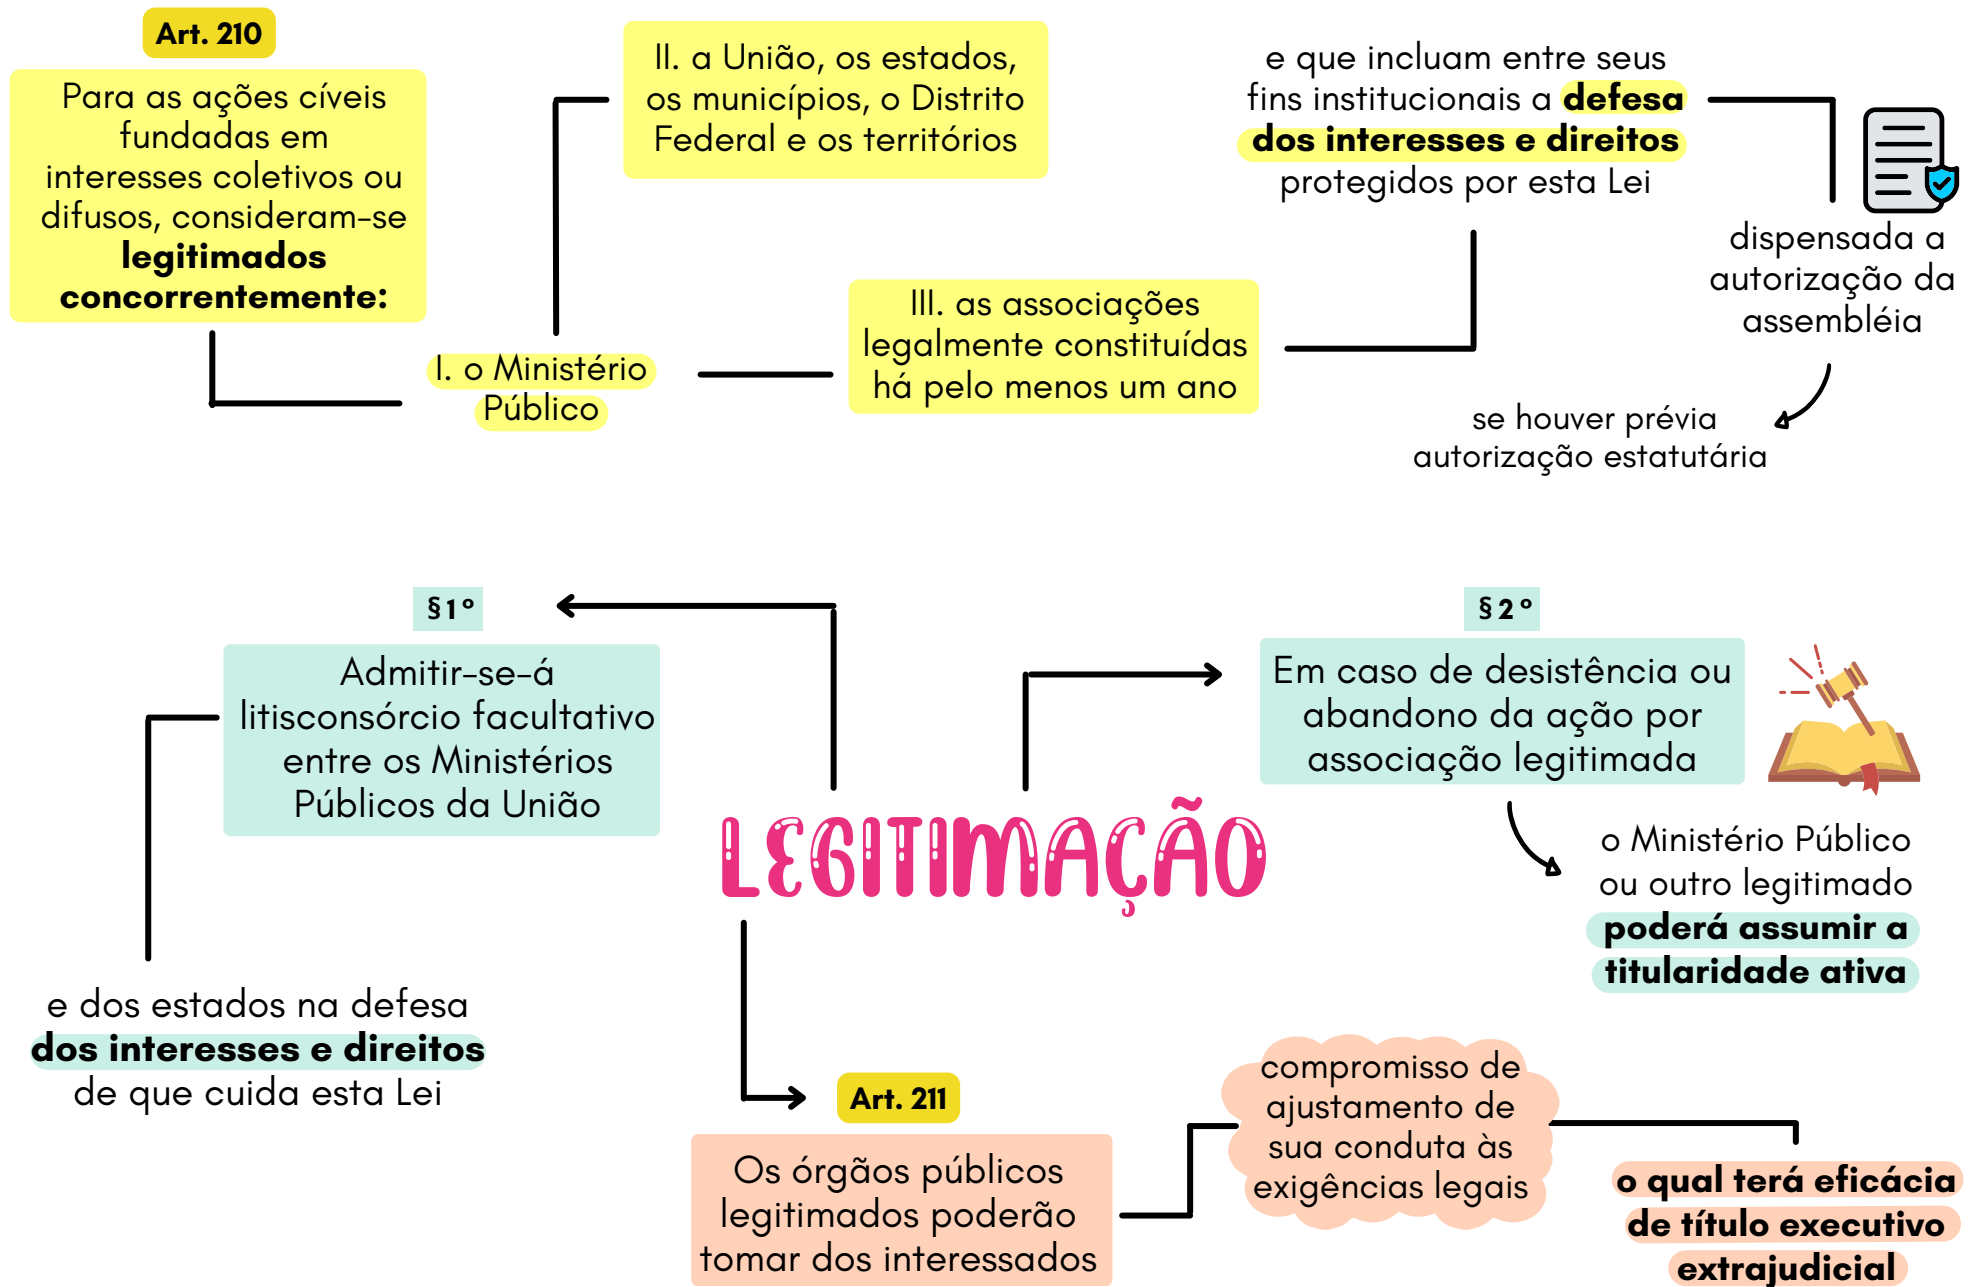 Art. 210
Para as ações cíveis
fundadas em
interesses coletivos ou
difusos, consideram-se
legitimados
concorrentemente:
I. o Ministério
Público
II. a União, os estados,
os municípios, o Distrito
Federal e os territórios
III. as associações
legalmente constituídas
há pelo menos um ano
e que incluam entre seus
fins institucionais a defesa
dos interesses e direitos
protegidos por esta Lei
dispensada a
autorização da
assembléia
se houver prévia
autorização estatutária
LEGITIMAÇÃO
§ 1 º
Admitir-se-á
litisconsórcio facultativo
entre os Ministérios
Públicos da União
e dos estados na defesa
dos interesses e direitos
de que cuida esta Lei
§ 2 º
Em caso de desistência ou
abandono da ação por
associação legitimada
o Ministério Público
ou outro legitimado
poderá assumir a
titularidade ativa
Art. 211
Os órgãos públicos
legitimados poderão
tomar dos interessados
compromisso de
ajustamento de
sua conduta às
exigências legais
o qual terá eficácia
de título executivo
extrajudicial